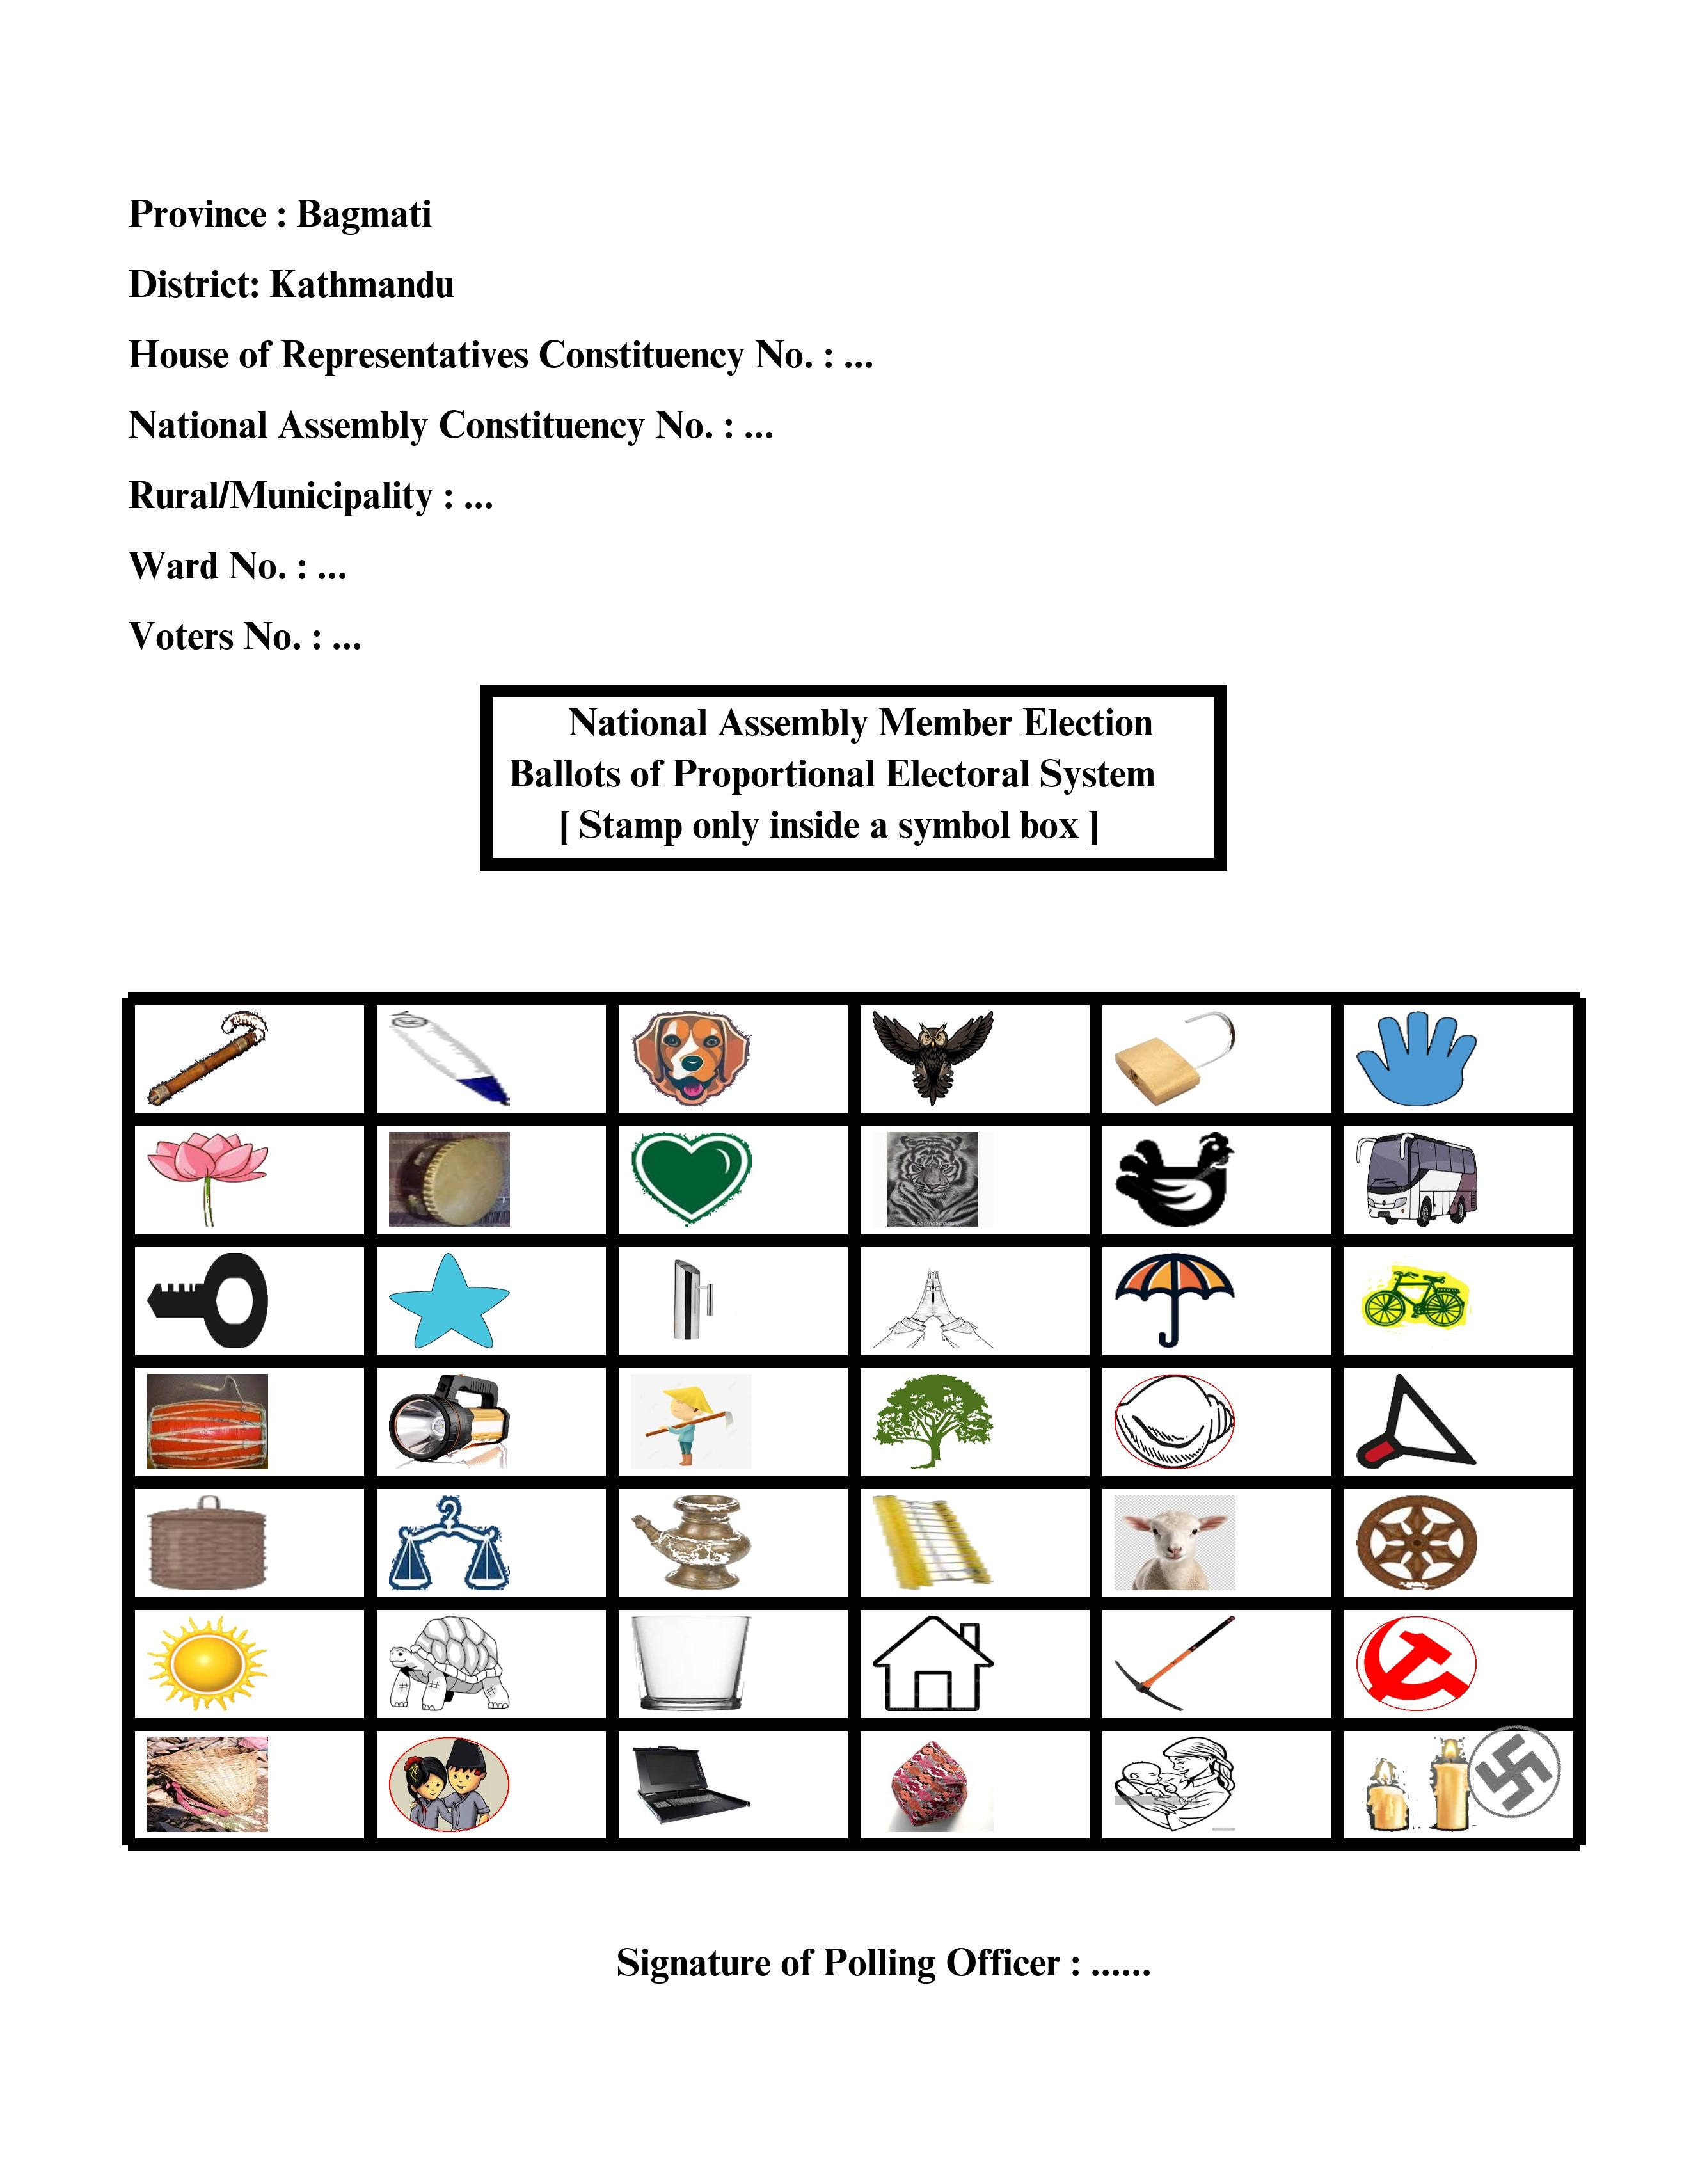 Province : Bagmati
District: Kathmandu
House of Representatives Constituency No. : ...
National Assembly Constituency No. : ...
Rural/Municipality : ...
Ward No. : ...
Voters No. : ...
National Assembly Member Election
Ballots of Proportional Electoral System
[ Stamp only inside a symbol box ]
Signature of Polling Officer : ......